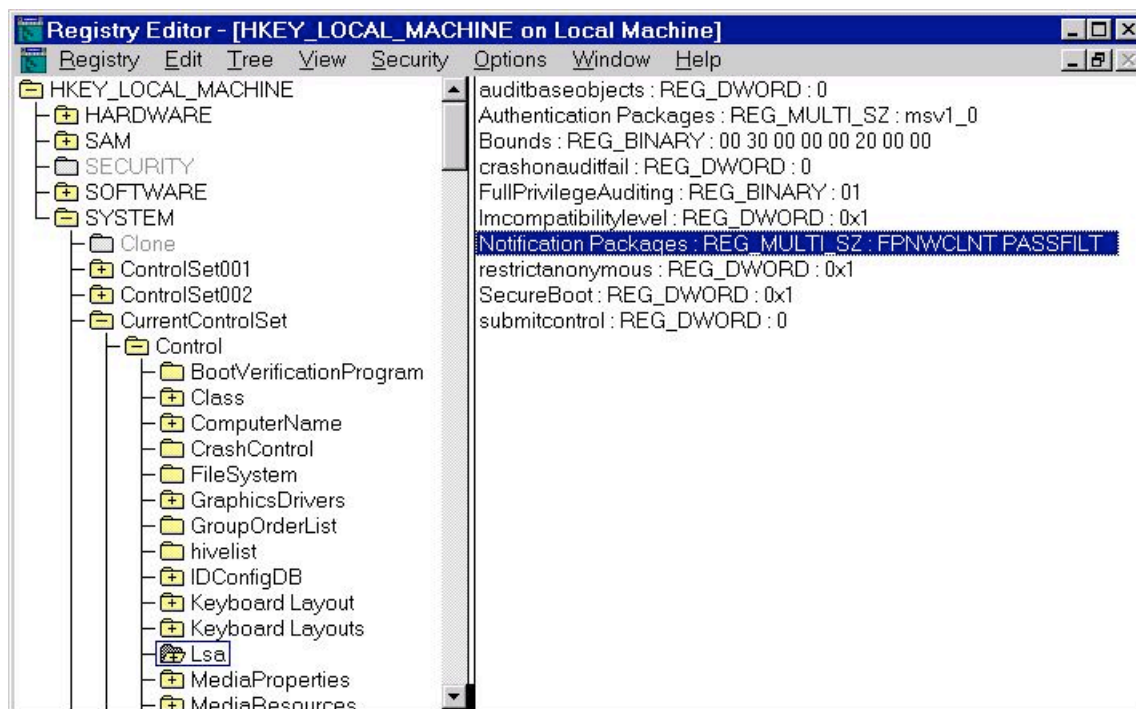 Registry Editor - [HKEY_LOCAL_MACHINE on Local Machine]
Registry Edit Tree View Security Options Window Help
HKEY_LOCAL_MACHINE
HARDWARE
SAM
SECURITY
SOFTWARE
SYSTEM
Clone
ControlSet001
ControlSet002
CurrentControlSet
Control
BootVerificationProgram
Class
ComputerName
CrashControl
FileSystem
GraphicsDrivers
GroupOrderList
hivelist
IDConfigDB
Keyboard Layout
Keyboard Layouts
Lsa
MediaProperties
MediaResources
auditbaseobjects : REG_DWORD : 0
Authentication Packages : REG_MULTI_SZ : msv1_0
Bounds : REG_BINARY : 00 30 00 00 00 20 00 00
crashonauditfail : REG_DWORD : 0
FullPrivilegeAuditing : REG_BINARY : 01
lmcompatibilitylevel : REG_DWORD : 0x1
Notification Packages : REG_MULTI_SZ : FPNWCLNT PASSFILT
restrictanonymous : REG_DWORD : 0x1
SecureBoot : REG_DWORD : 0x1
submitcontrol : REG_DWORD : 0